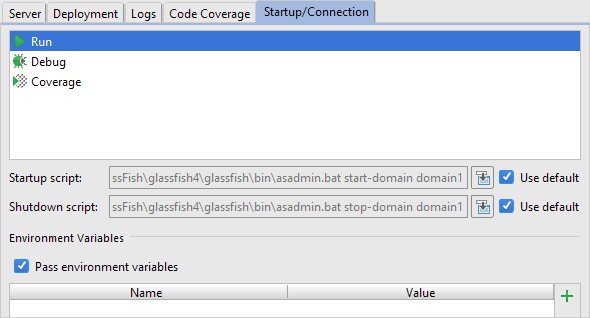 Server Deployment Logs Code Coverage Startup/Connection
Run
Debug
Coverage
Startup script: ssFish\glassfish4\glassfish\bin\asadmin.bat start-domain domain1 Use default
Shutdown script: ssFish\glassfish4\glassfish\bin\asadmin.bat stop-domain domain1 Use default
Environment Variables
Pass environment variables
Name Value